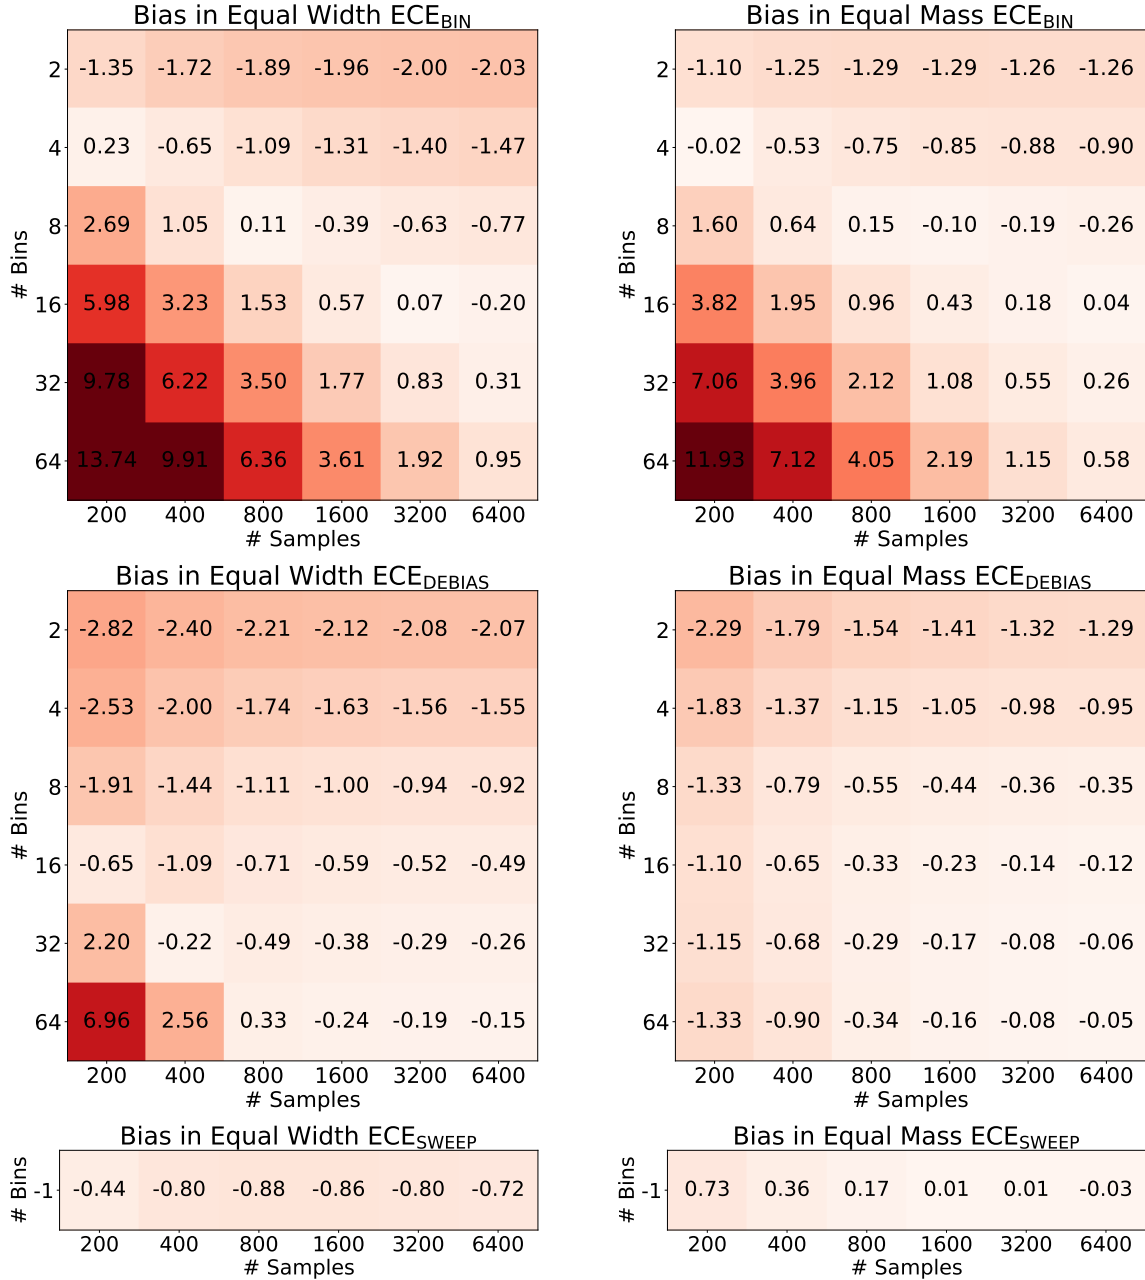 Bias in Equal Width ECE_BIN
# Bins
2 -1.35 -1.72 -1.89 -1.96 -2.00 -2.03
4 0.23 -0.65 -1.09 -1.31 -1.40 -1.47
8 2.69 1.05 0.11 -0.39 -0.63 -0.77
16 5.98 3.23 1.53 0.57 0.07 -0.20
32 9.78 6.22 3.50 1.77 0.83 0.31
64 13.74 9.91 6.36 3.61 1.92 0.95
200 400 800 1600 3200 6400
# Samples
Bias in Equal Mass ECE_BIN
# Bins
2 -1.10 -1.25 -1.29 -1.29 -1.26 -1.26
4 -0.02 -0.53 -0.75 -0.85 -0.88 -0.90
8 1.60 0.64 0.15 -0.10 -0.19 -0.26
16 3.82 1.95 0.96 0.43 0.18 0.04
32 7.06 3.96 2.12 1.08 0.55 0.26
64 11.93 7.12 4.05 2.19 1.15 0.58
200 400 800 1600 3200 6400
# Samples
Bias in Equal Width ECE_DEBIAS
# Bins
2 -2.82 -2.40 -2.21 -2.12 -2.08 -2.07
4 -2.53 -2.00 -1.74 -1.63 -1.56 -1.55
8 -1.91 -1.44 -1.11 -1.00 -0.94 -0.92
16 -0.65 -1.09 -0.71 -0.59 -0.52 -0.49
32 2.20 -0.22 -0.49 -0.38 -0.29 -0.26
64 6.96 2.56 0.33 -0.24 -0.19 -0.15
200 400 800 1600 3200 6400
# Samples
Bias in Equal Mass ECE_DEBIAS
# Bins
2 -2.29 -1.79 -1.54 -1.41 -1.32 -1.29
4 -1.83 -1.37 -1.15 -1.05 -0.98 -0.95
8 -1.33 -0.79 -0.55 -0.44 -0.36 -0.35
16 -1.10 -0.65 -0.33 -0.23 -0.14 -0.12
32 -1.15 -0.68 -0.29 -0.17 -0.08 -0.06
64 -1.33 -0.90 -0.34 -0.16 -0.08 -0.05
200 400 800 1600 3200 6400
# Samples
Bias in Equal Width ECE_SWEEP
# Bins
-1 -0.44 -0.80 -0.88 -0.86 -0.80 -0.72
200 400 800 1600 3200 6400
# Samples
Bias in Equal Mass ECE_SWEEP
# Bins
-1 0.73 0.36 0.17 0.01 0.01 -0.03
200 400 800 1600 3200 6400
# Samples